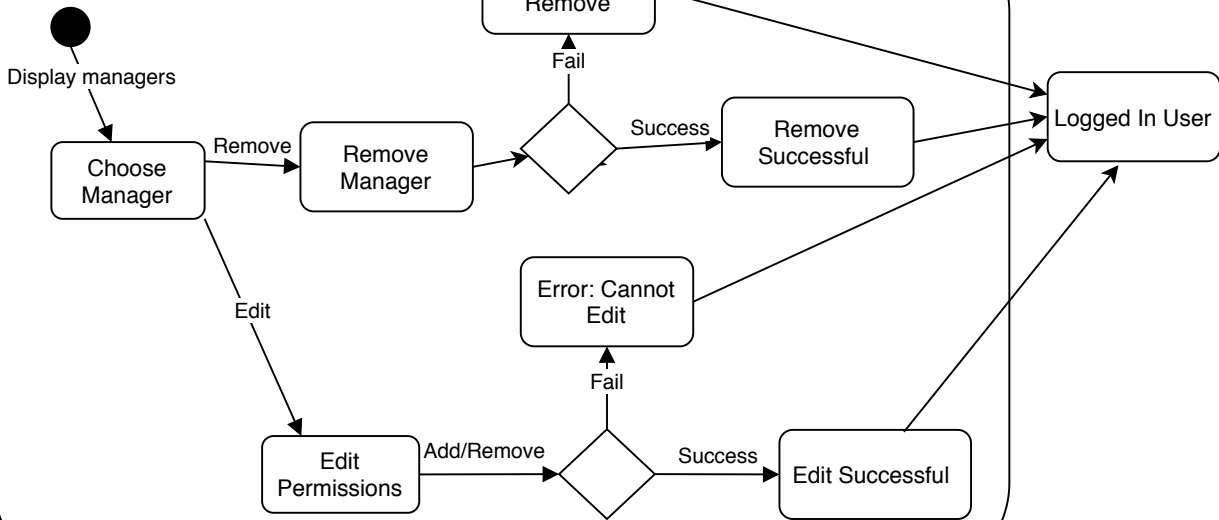 Remove
Fail
Display managers
Logged In User
Remove
Success
Remove
Successful
Choose
Manager
Remove
Manager
Error: Cannot
Edit
Edit
Fail
Add/Remove
Success
Edit
Permissions
Edit Successful